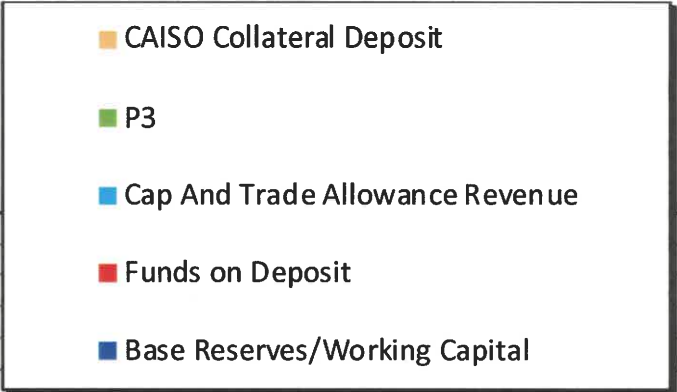 CAISO Collateral Deposit
P3
Cap And Trade Allowance Revenue
Funds on Deposit
Base Reserves/Working Capital